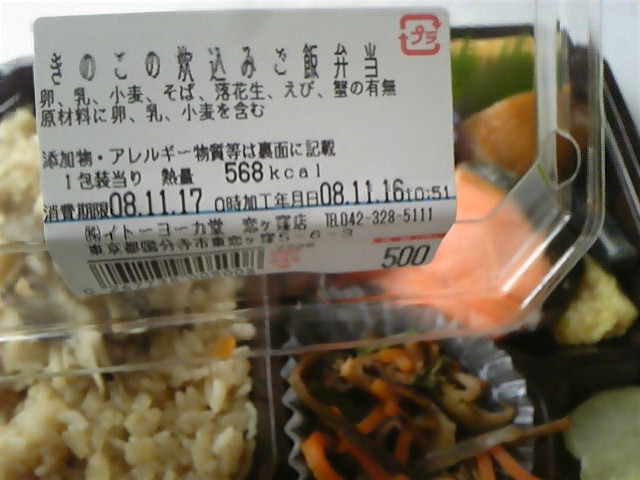 プラ
きのこの炊込みご飯弁当
卵、乳、小麦、そば、落花生、えび、蟹の有無
原材料に卵、乳、小麦を含む
添加物・アレルギー物質等は裏面に記載
1包装当り 熱量 568kcal
消費期限08.11.17 0時加工年月日08.11.16 10:51
㈱イトーヨーカ堂 恋ヶ窪店 TEL042-328-5111
東京都国分寺市東恋ヶ窪5-6-3
500